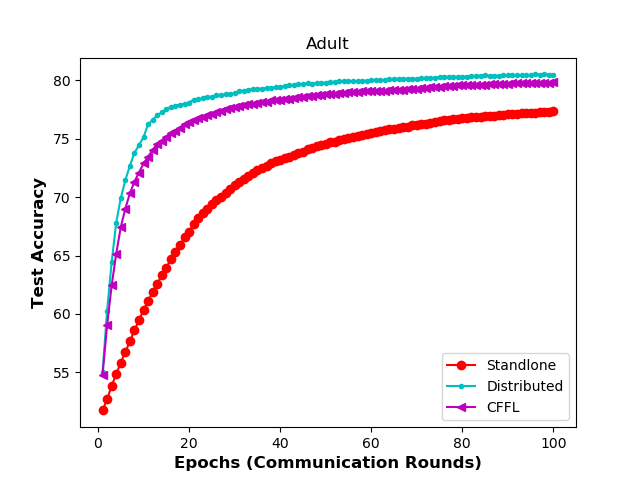 Adult
Test Accuracy
80
75
70
65
60
55
0 20 40 60 80 100
Epochs (Communication Rounds)
Standlone
Distributed
CFFL